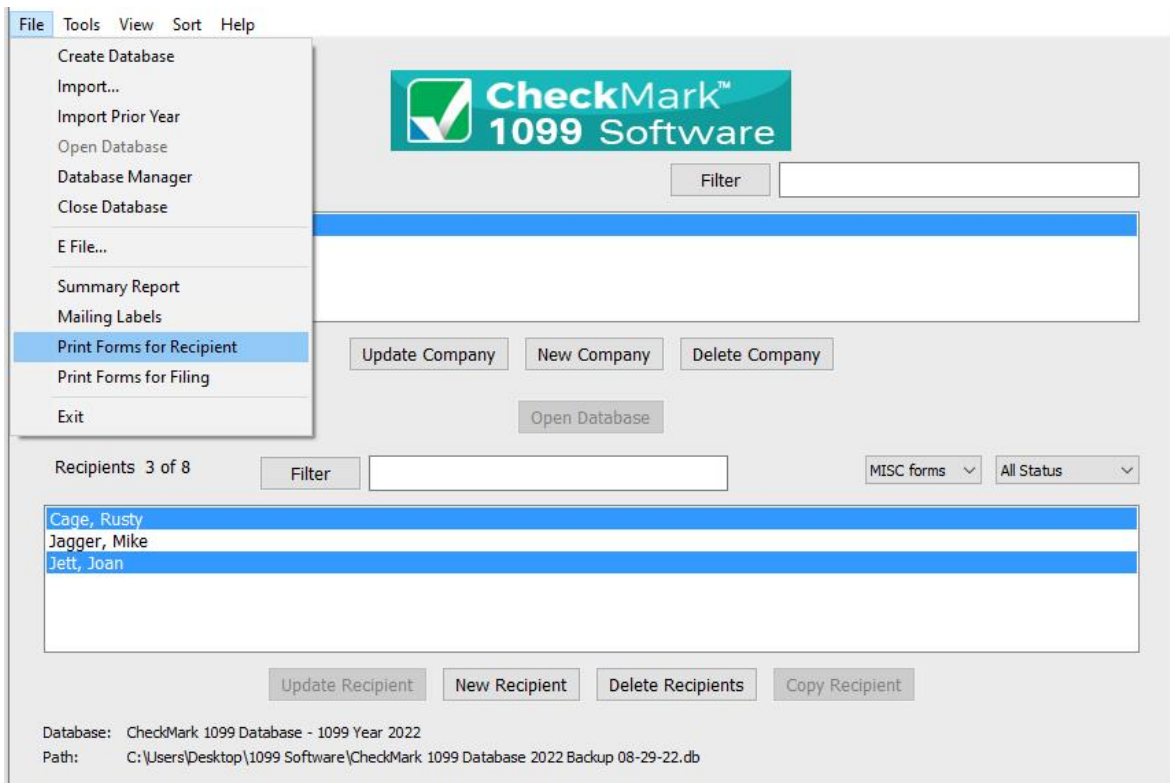 File Tools View Sort Help
Create Database
Import...
Import Prior Year
Open Database
Database Manager
Close Database
E File...
Summary Report
Mailing Labels
Print Forms for Recipient
Print Forms for Filing
Exit
CheckMark™
1099 Software
Filter
Update Company New Company Delete Company
Open Database
Recipients 3 of 8 Filter MISC forms All Status
Cage, Rusty
Jagger, Mike
Jett, Joan
Update Recipient New Recipient Delete Recipients Copy Recipient
Database: CheckMark 1099 Database - 1099 Year 2022
Path: C:\Users\Desktop\1099 Software\CheckMark 1099 Database 2022 Backup 08-29-22.db